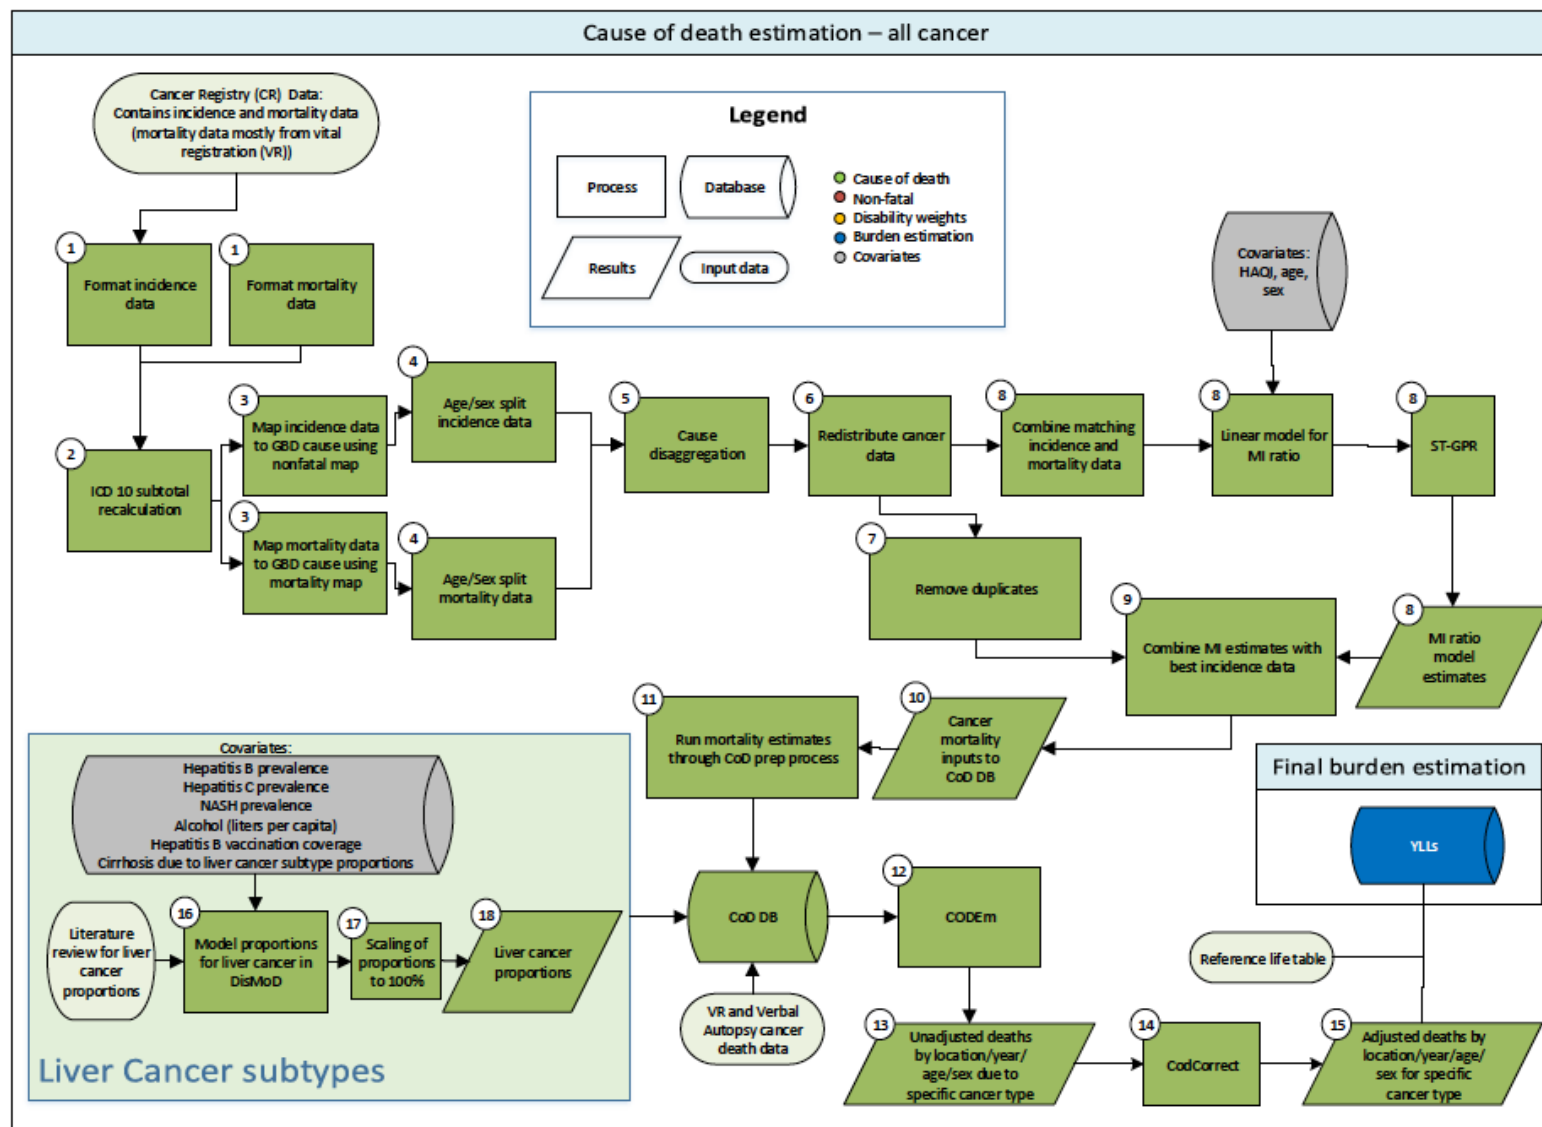 Cause of death estimation – all cancer
Cancer Registry (CR) Data:
Contains incidence and mortality data
(mortality data mostly from vital
registration (VR))
Legend
Process
Database
Results
Input data
Cause of death
Non-fatal
Disability weights
Burden estimation
Covariates
Covariates:
HAQI, age,
sex
1
Format incidence
data
1
Format mortality
data
2
ICD 10 subtotal
recalculation
3
Map incidence data
to GBD cause using
nonfatal map
3
Map mortality data
to GBD cause using
mortality map
4
Age/sex split
incidence data
4
Age/Sex split
mortality data
5
Cause
disaggregation
6
Redistribute cancer
data
8
Combine matching
incidence and
mortality data
8
Linear model for
MI ratio
8
ST-GPR
7
Remove duplicates
9
Combine MI estimates with
best incidence data
8
MI ratio
model
estimates
11
Run mortality estimates
through CoD prep process
10
Cancer
mortality
inputs to
CoD DB
Covariates:
Hepatitis B prevalence
Hepatitis C prevalence
NASH prevalence
Alcohol (liters per capita)
Hepatitis B vaccination coverage
Cirrhosis due to liver cancer subtype proportions
Literature
review for liver
cancer
proportions
16
Model proportions
for liver cancer in
DisMoD
17
Scaling of
proportions
to 100%
18
Liver cancer
proportions
Liver Cancer subtypes
CoD DB
VR and Verbal
Autopsy cancer
death data
12
CODEm
13
Unadjusted deaths
by location/year/
age/sex due to
specific cancer type
14
CodCorrect
15
Adjusted deaths by
location/year/age/
sex for specific
cancer type
Final burden estimation
YLLs
Reference life table